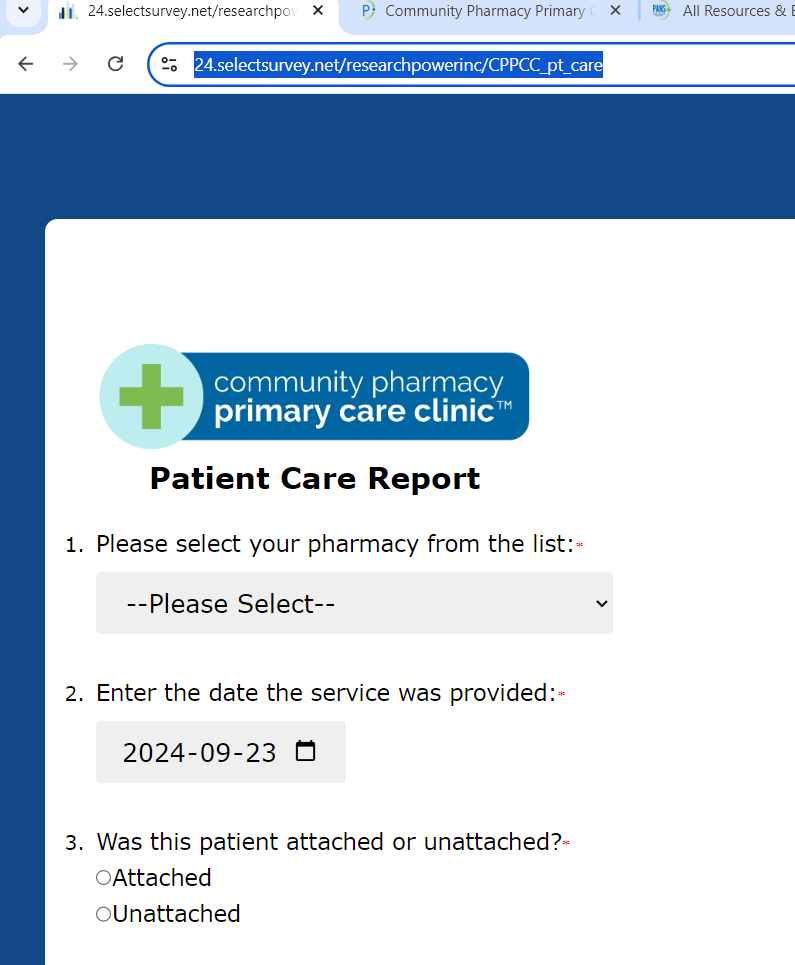 24.selectsurvey.net/researchpow
Community Pharmacy Primary
PANS
All Resources &
24.selectsurvey.net/researchpowerinc/CPPCC_pt_care
community pharmacy
primary care clinic™
Patient Care Report
1. Please select your pharmacy from the list:*
--Please Select--
2. Enter the date the service was provided:*
2024-09-23
3. Was this patient attached or unattached?*
Attached
Unattached